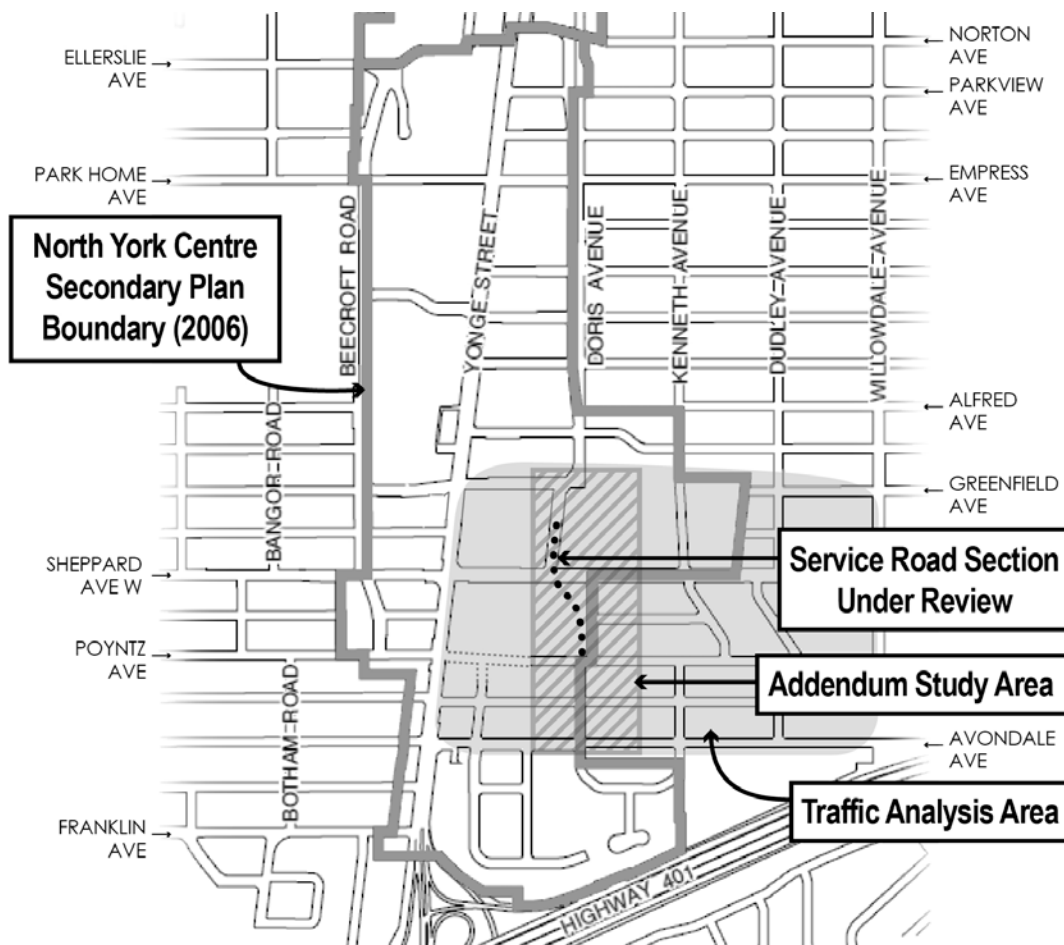 ELLERSLIE
AVE
PARK HOME
AVE
North York Centre
Secondary Plan
Boundary (2006)
BEECROFT ROAD
YONGE STREET
DORIS AVENUE
KENNETH AVENUE
DUDLEY AVENUE
WILLOWDALE AVENUE
NORTON
AVE
PARKVIEW
AVE
EMPRESS
AVE
ALFRED
AVE
GREENFIELD
AVE
BANGOR ROAD
SHEPPARD
AVE W
POYNTZ
AVE
BOTHAM ROAD
FRANKLIN
AVE
Service Road Section
Under Review
Addendum Study Area
AVONDALE
AVE
Traffic Analysis Area
HIGHWAY 401